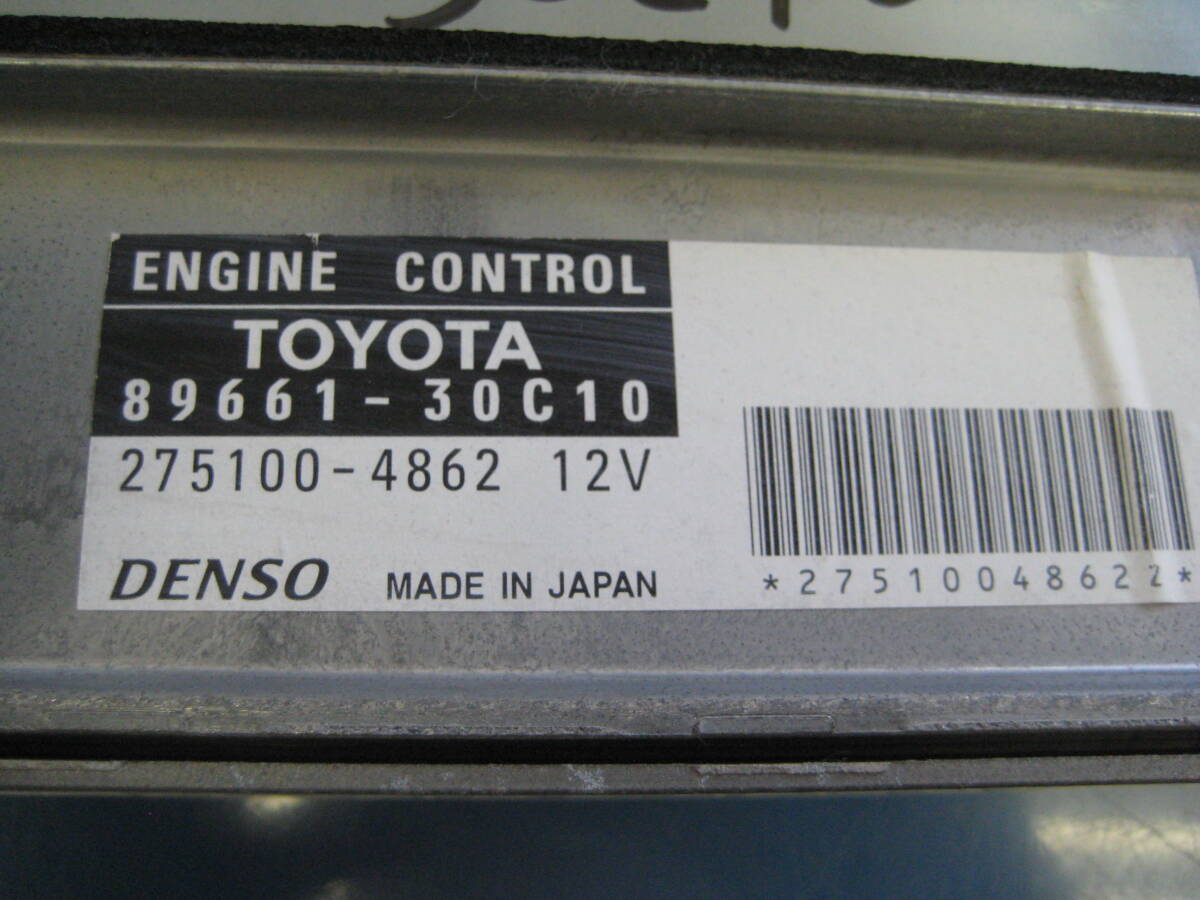 ENGINE CONTROL
TOYOTA
89661-30C10
275100-4862 12V
DENSO MADE IN JAPAN
*27510048622*